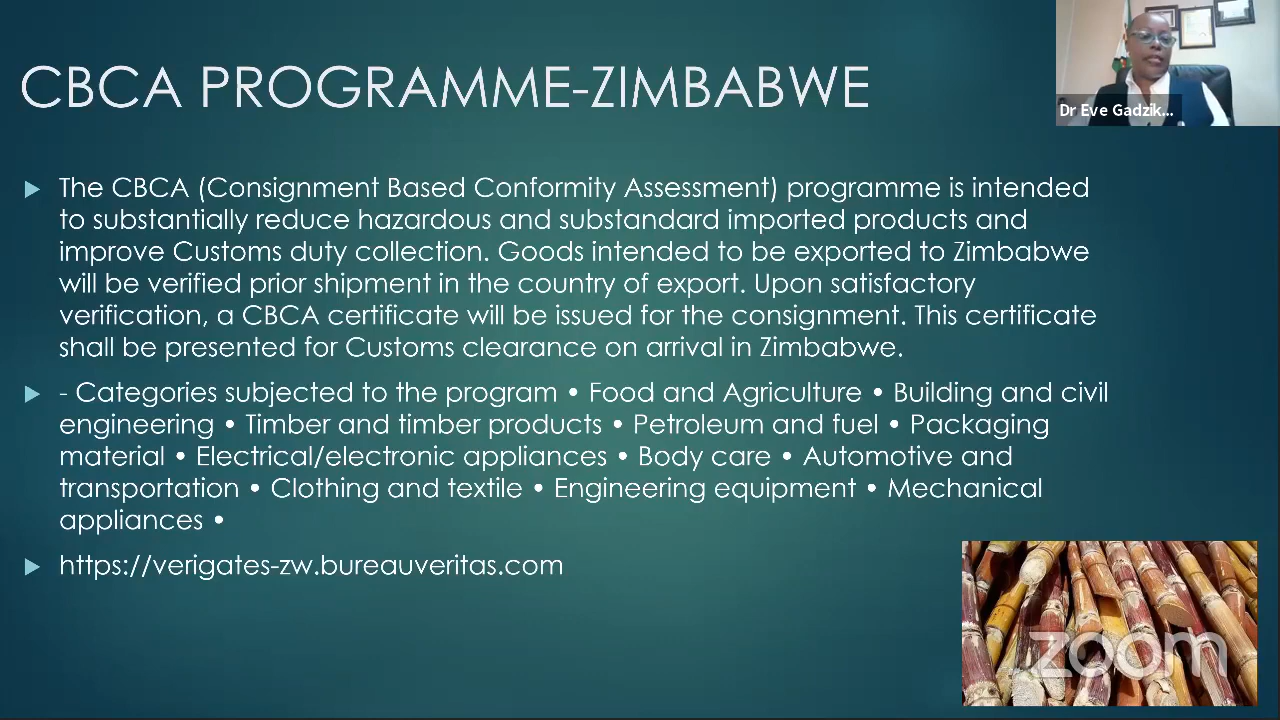 CBCA PROGRAMME-ZIMBABWE
Dr Eve Gadzik...
The CBCA (Consignment Based Conformity Assessment) programme is intended
to substantially reduce hazardous and substandard imported products and
improve Customs duty collection. Goods intended to be exported to Zimbabwe
will be verified prior shipment in the country of export. Upon satisfactory
verification, a CBCA certificate will be issued for the consignment. This certificate
shall be presented for Customs clearance on arrival in Zimbabwe.
- Categories subjected to the program • Food and Agriculture • Building and civil
engineering • Timber and timber products • Petroleum and fuel • Packaging
material • Electrical/electronic appliances • Body care • Automotive and
transportation • Clothing and textile • Engineering equipment • Mechanical
appliances •
https://verigates-zw.bureauveritas.com
zoom